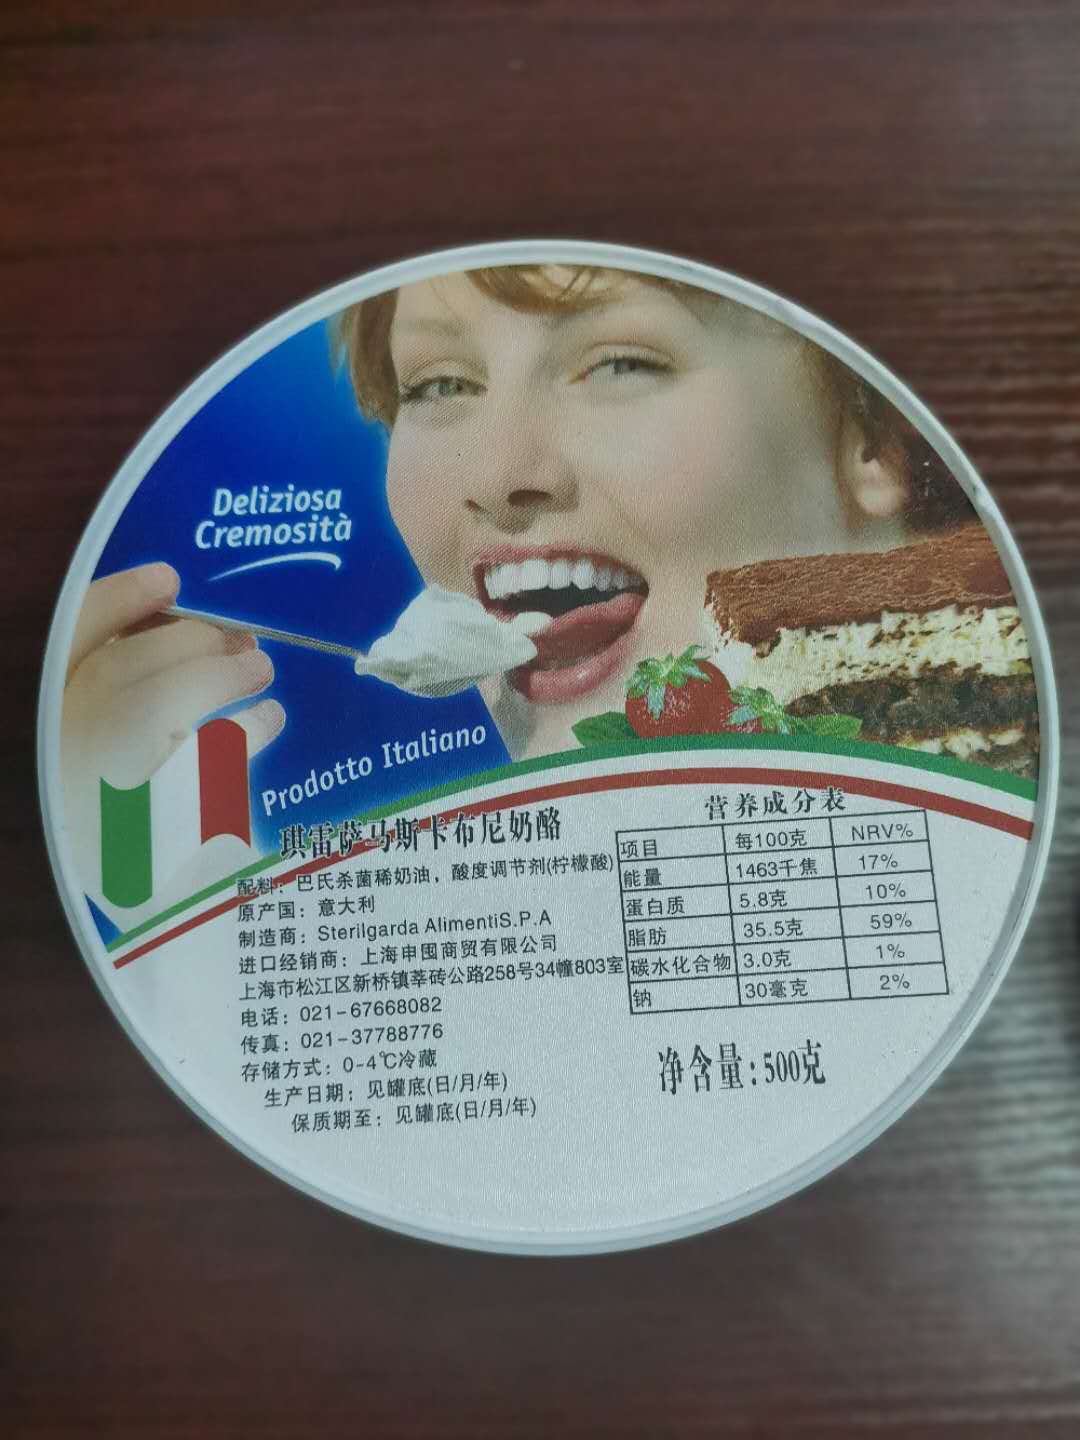 Deliziosa
Cremosità
Prodotto Italiano
琪雷萨马斯卡布尼奶酪
配料：巴氏杀菌稀奶油，酸度调节剂(柠檬酸)
原产国：意大利
制造商：Sterilgarda AlimentiS.P.A
进口经销商：上海申囤商贸有限公司
上海市松江区新桥镇莘砖公路258号34幢803室
电话：021-67668082
传真：021-37788776
存储方式：0-4℃冷藏
生产日期：见罐底(日/月/年)
保质期至：见罐底(日/月/年)
营养成分表
项目 每100克 NRV%
能量 1463千焦 17%
蛋白质 5.8克 10%
脂肪 35.5克 59%
碳水化合物 3.0克 1%
钠 30毫克 2%
净含量:500克